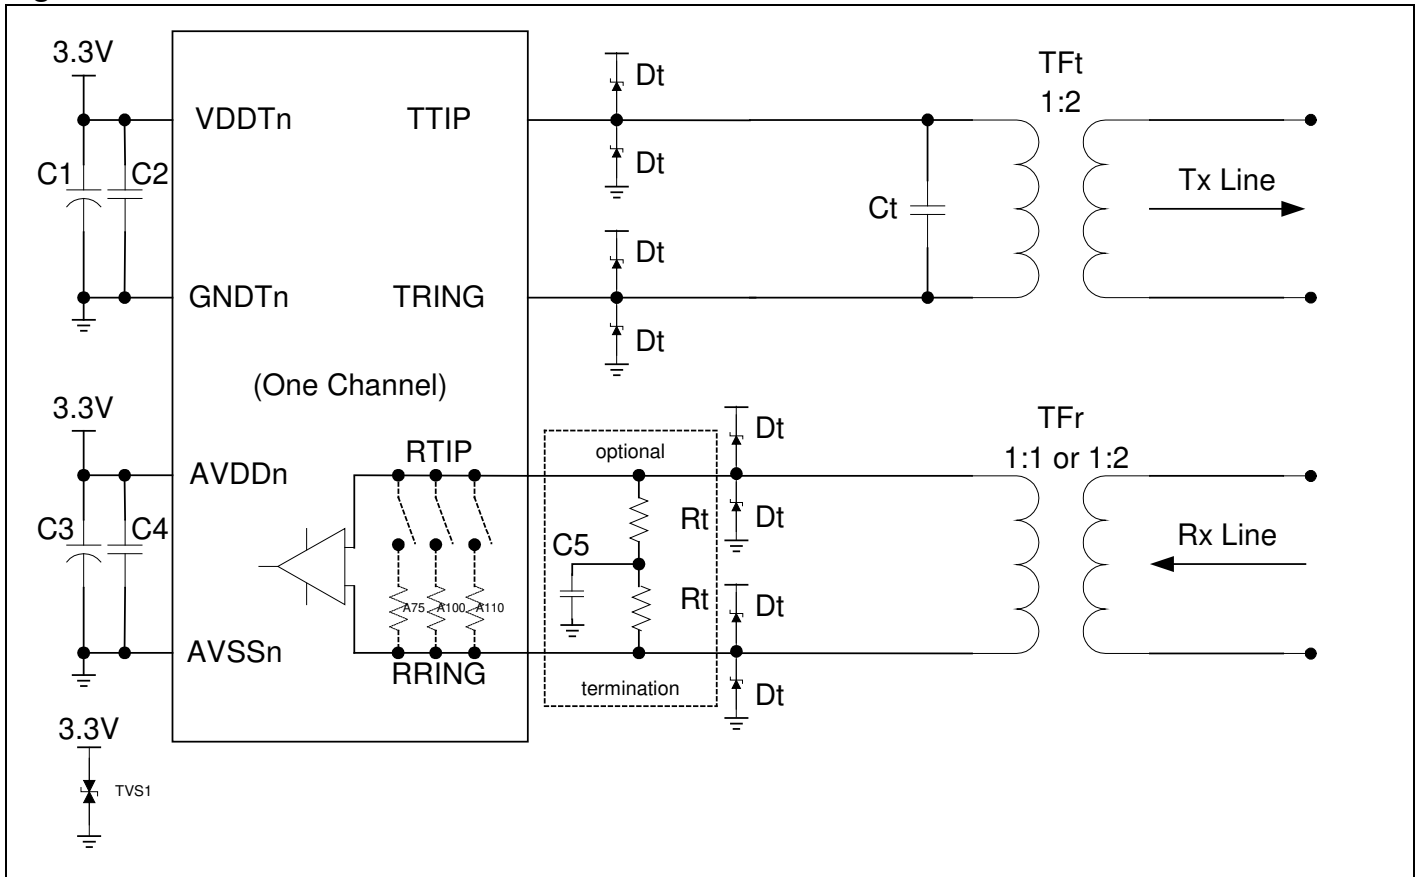 3.3V
C1
C2
VDDTn
TTIP
GNDTn
TRING
(One Channel)
Dt
Dt
Dt
Dt
Ct
TFt
1:2
Tx Line
3.3V
C3
C4
AVDDn
RTIP
AVSSn
RRING
A75
A100
A110
optional
C5
Rt
Rt
termination
Dt
Dt
Dt
Dt
TFr
1:1 or 1:2
Rx Line
3.3V
TVS1